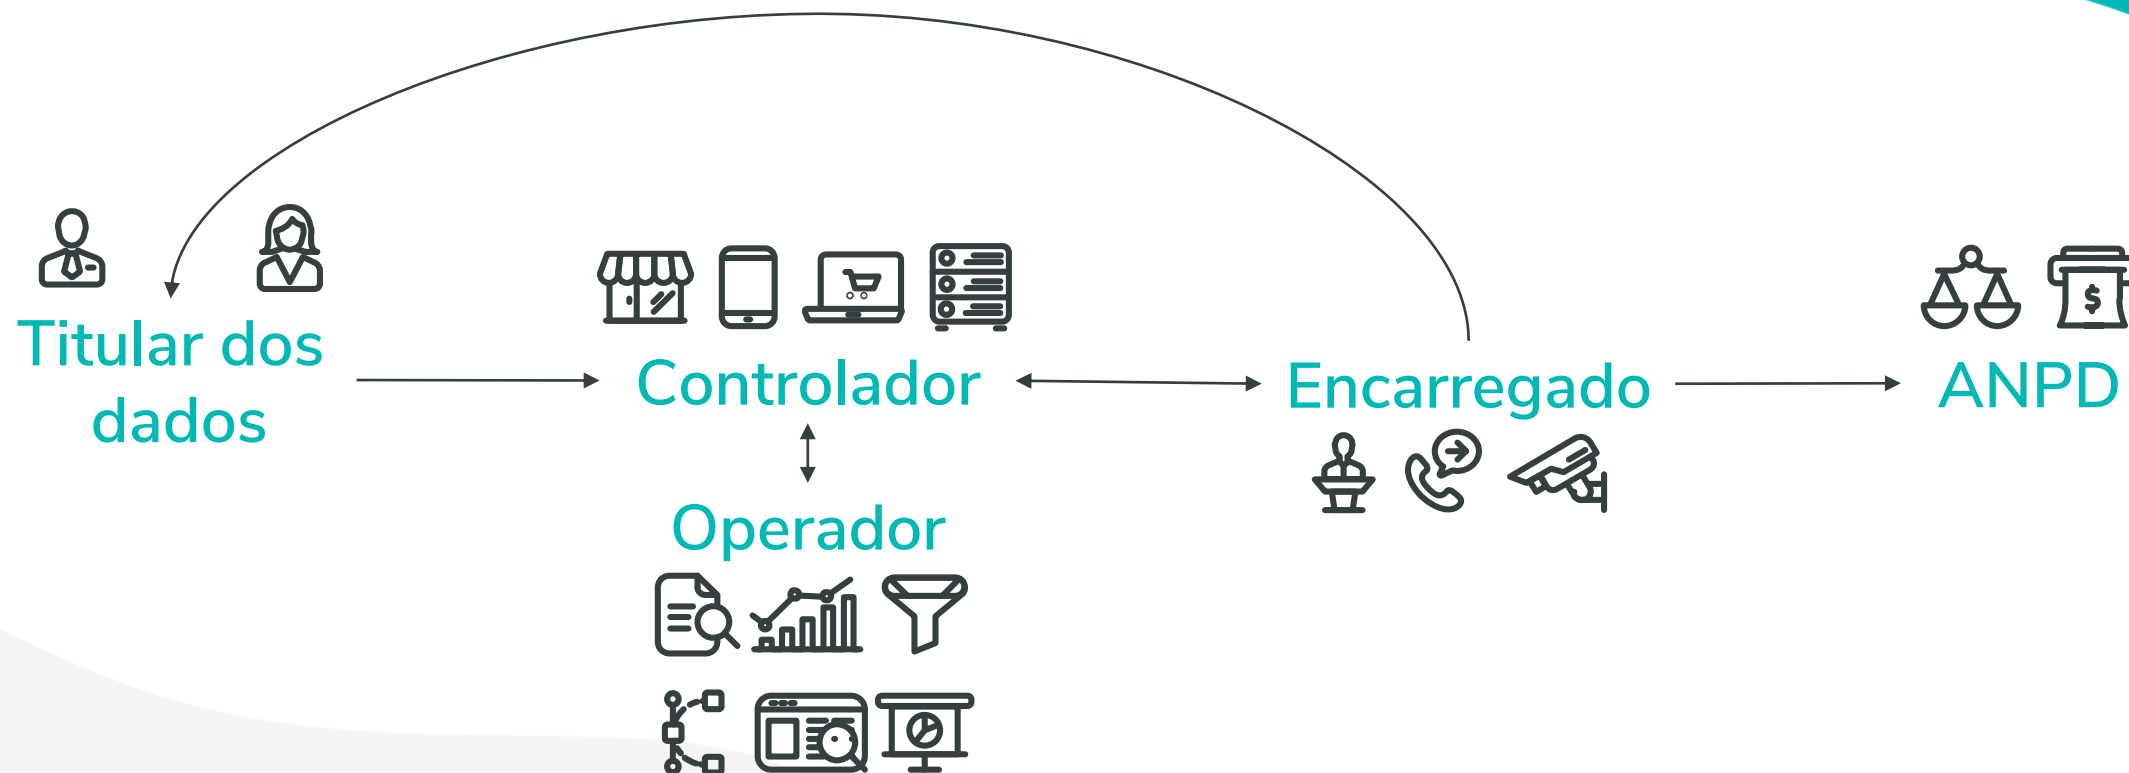 Titular dos
dados
Controlador
Encarregado
ANPD
Operador
$